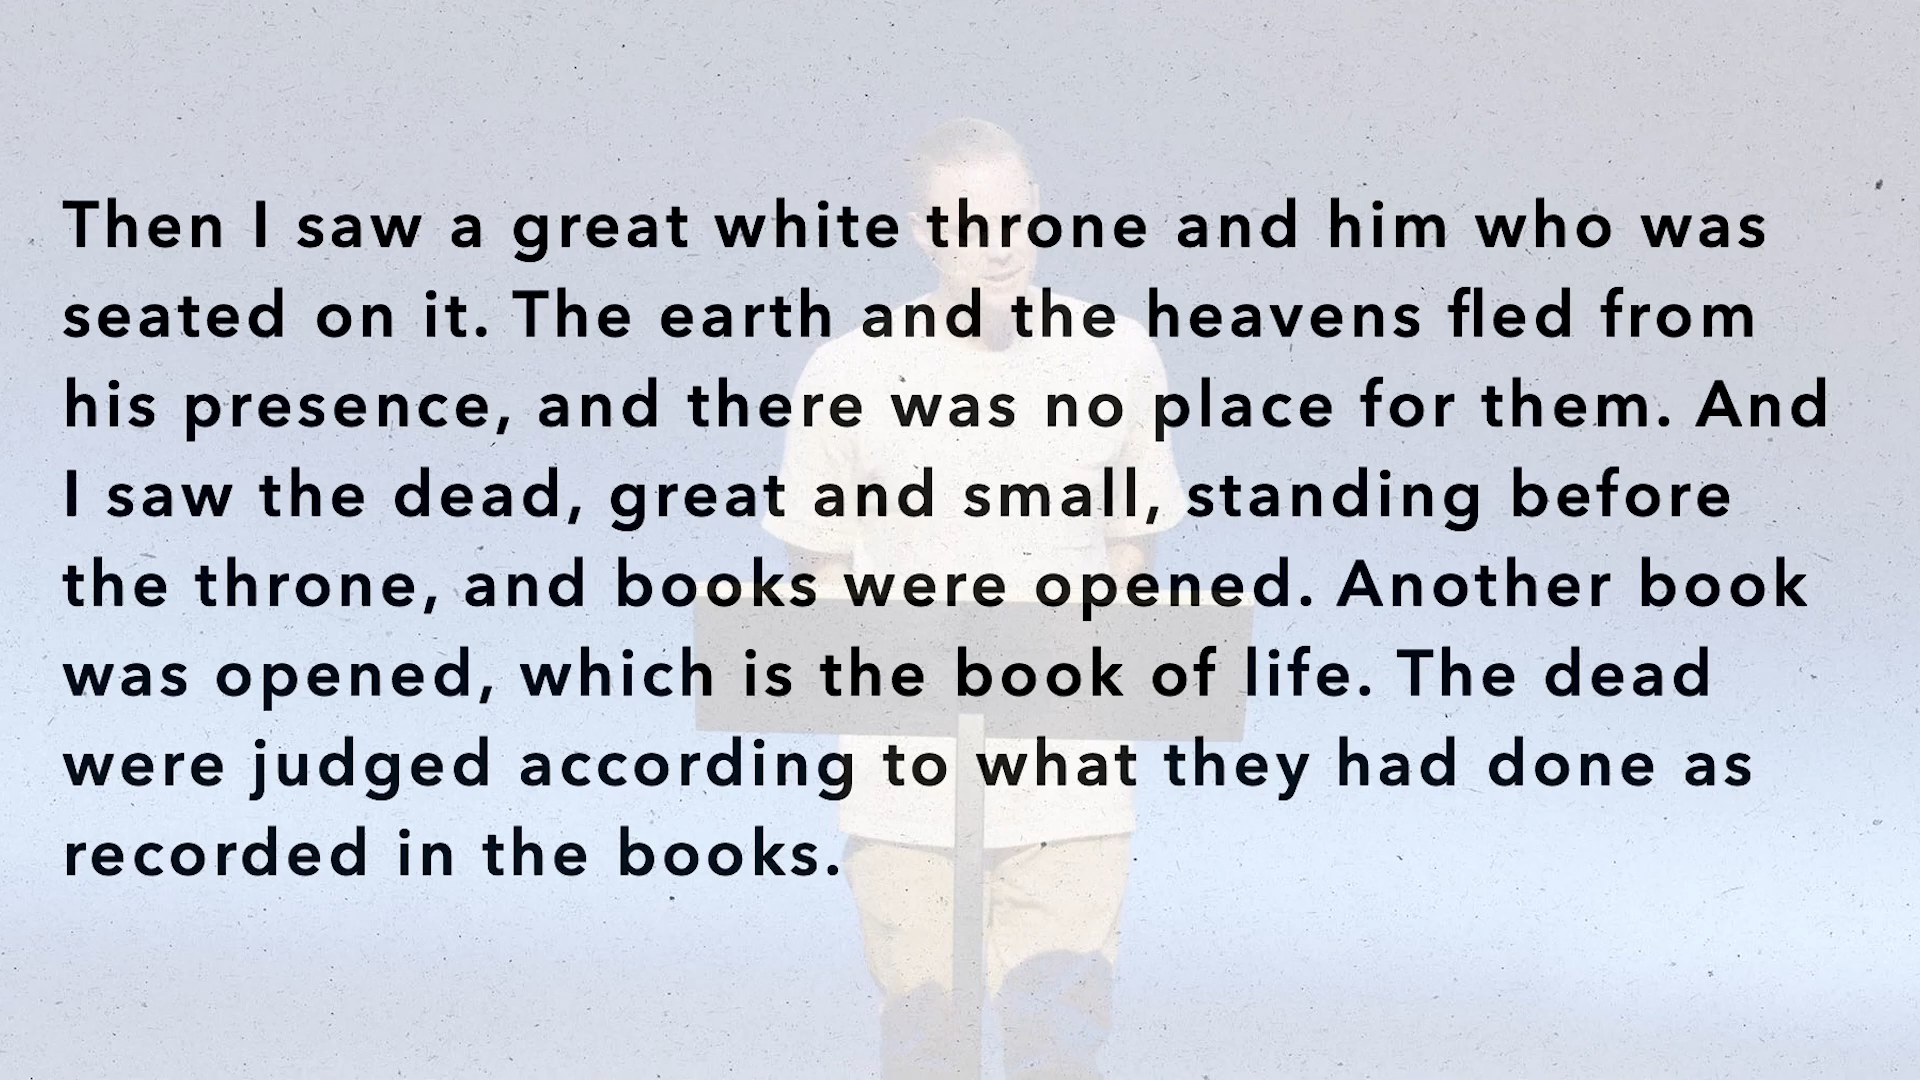 Then I saw a great white throne and him who was
seated on it. The earth and the heavens fled from
his presence, and there was no place for them. And
I saw the dead, great and small, standing before
the throne, and books were opened. Another book
was opened, which is the book of life. The dead
were judged according to what they had done as
recorded in the books.